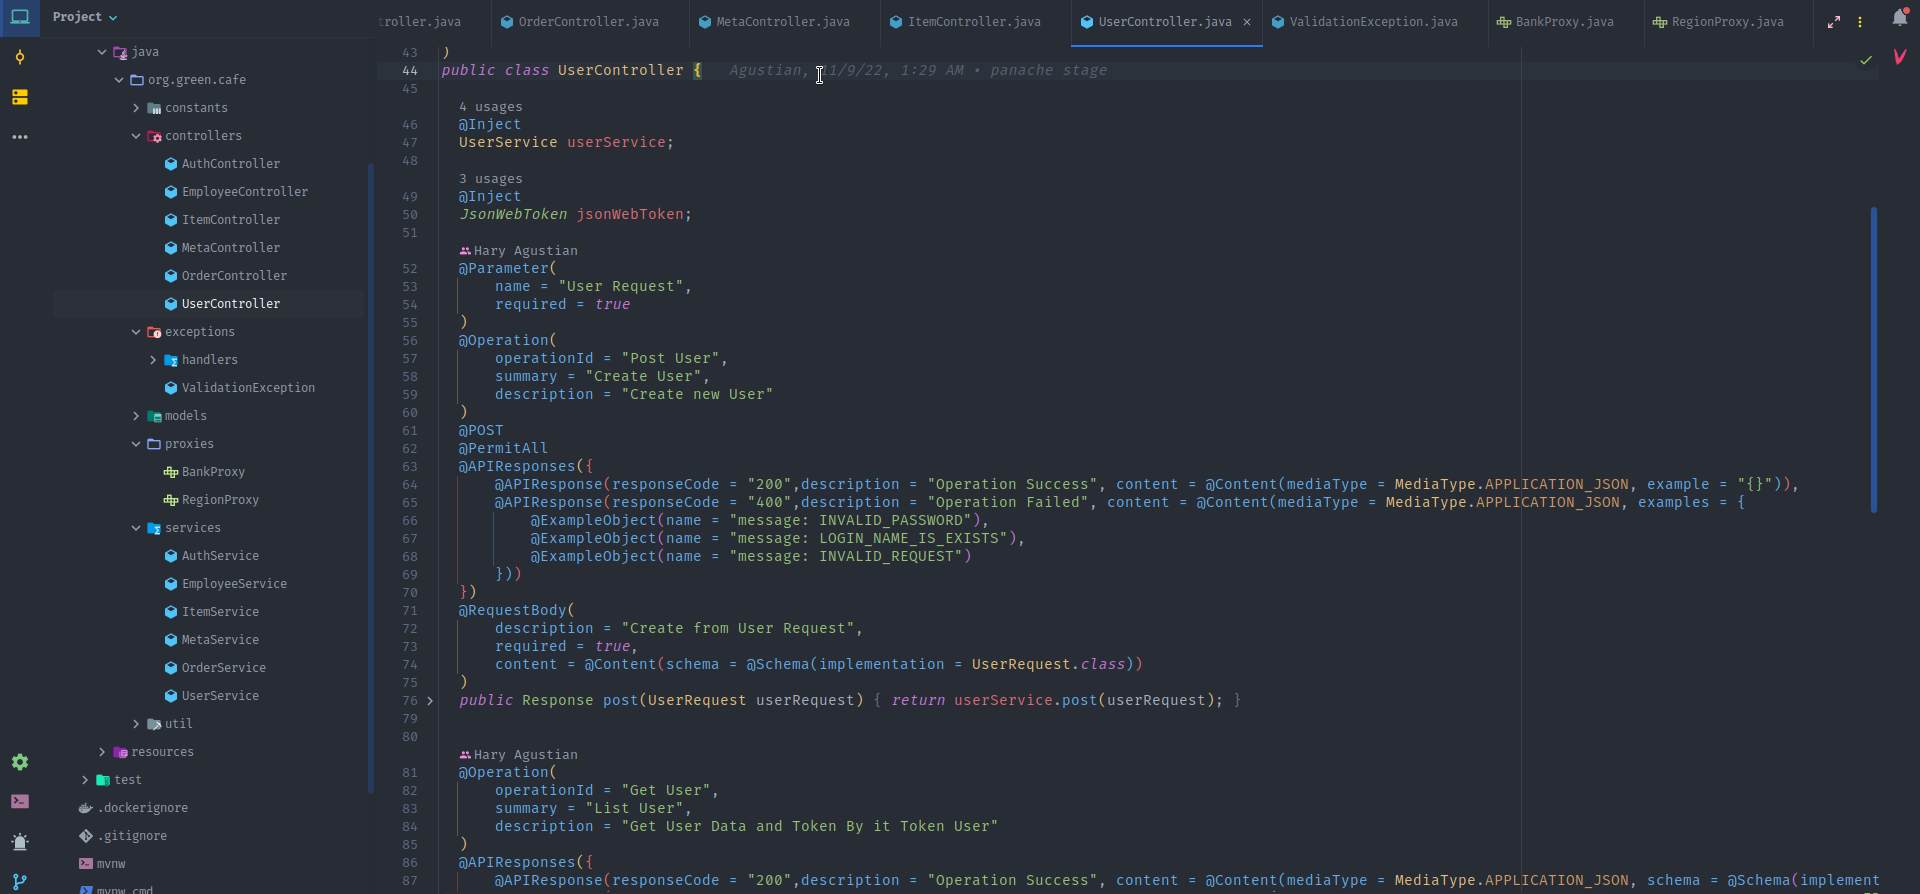 Project
troller.java
OrderController.java
MetaController.java
ItemController.java
UserController.java
ValidationException.java
BankProxy.java
RegionProxy.java
java
org.green.cafe
constants
controllers
AuthController
EmployeeController
ItemController
MetaController
OrderController
UserController
exceptions
handlers
ValidationException
models
proxies
BankProxy
RegionProxy
services
AuthService
EmployeeService
ItemService
MetaService
OrderService
UserService
util
resources
test
.dockerignore
.gitignore
mvnw
mvnw.cmd
43 )
44 public class UserController { Agustian, 11/9/22, 1:29 AM • panache stage
45
4 usages
46 @Inject
47 UserService userService;
48
3 usages
49 @Inject
50 JsonWebToken jsonWebToken;
51
Hary Agustian
52 @Parameter(
53 name = "User Request",
54 required = true
55 )
56 @Operation(
57 operationId = "Post User",
58 summary = "Create User",
59 description = "Create new User"
60 )
61 @POST
62 @PermitAll
63 @APIResponses({
64 @APIResponse(responseCode = "200",description = "Operation Success", content = @Content(mediaType = MediaType.APPLICATION_JSON, example = "{}")),
65 @APIResponse(responseCode = "400",description = "Operation Failed", content = @Content(mediaType = MediaType.APPLICATION_JSON, examples = {
66 @ExampleObject(name = "message: INVALID_PASSWORD"),
67 @ExampleObject(name = "message: LOGIN_NAME_IS_EXISTS"),
68 @ExampleObject(name = "message: INVALID_REQUEST")
69 }))
70 })
71 @RequestBody(
72 description = "Create from User Request",
73 required = true,
74 content = @Content(schema = @Schema(implementation = UserRequest.class))
75 )
76 public Response post(UserRequest userRequest) { return userService.post(userRequest); }
79
80
Hary Agustian
81 @Operation(
82 operationId = "Get User",
83 summary = "List User",
84 description = "Get User Data and Token By it Token User"
85 )
86 @APIResponses({
87 @APIResponse(responseCode = "200",description = "Operation Success", content = @Content(mediaType = MediaType.APPLICATION_JSON, schema = @Schema(implement